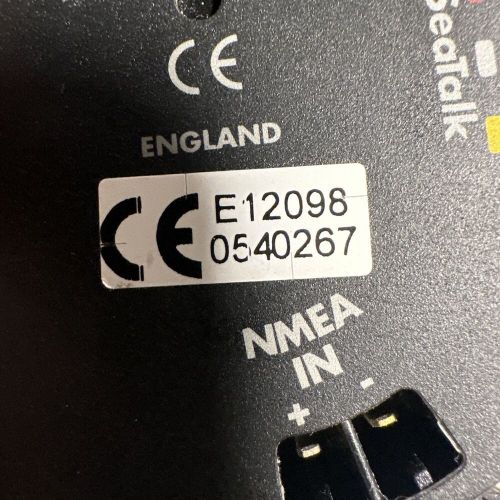 CE
ENGLAND
SeaTalk
CE E12098
0540267
NMEA
IN
+ -